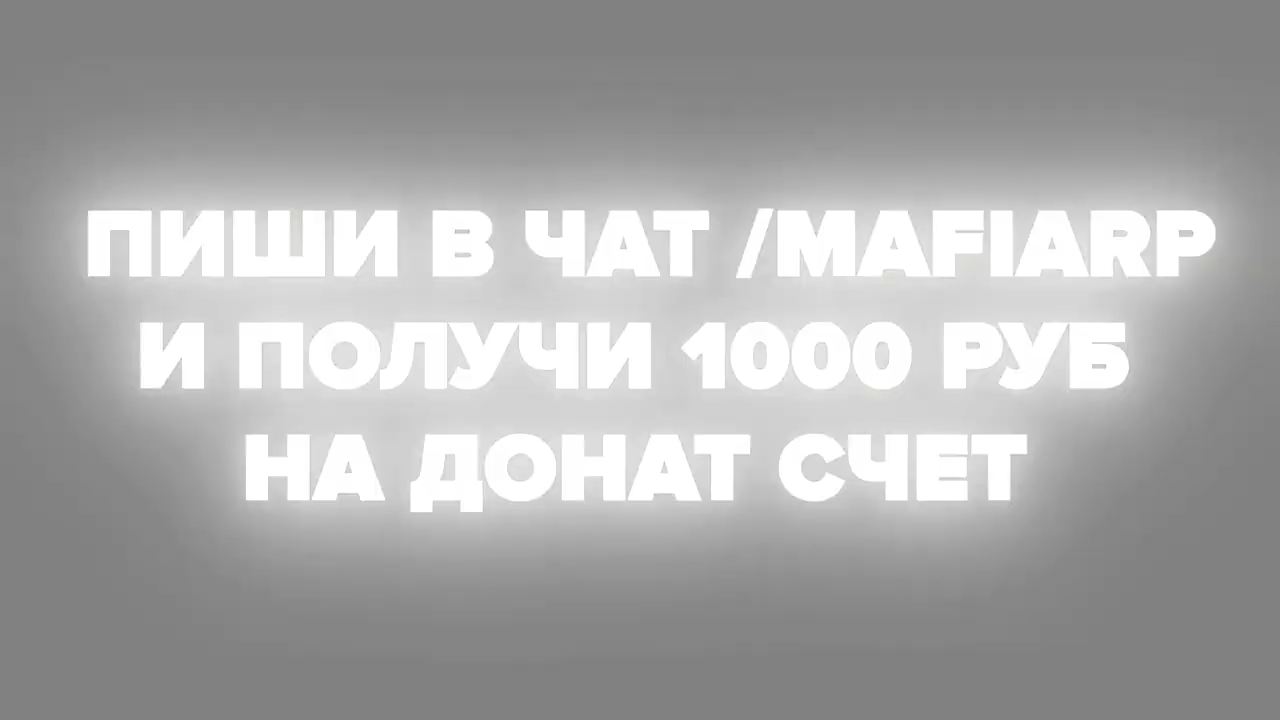 ПИШИ В ЧАТ /MAFIARP
И ПОЛУЧИ 1000 РУБ
НА ДОНАТ СЧЕТ